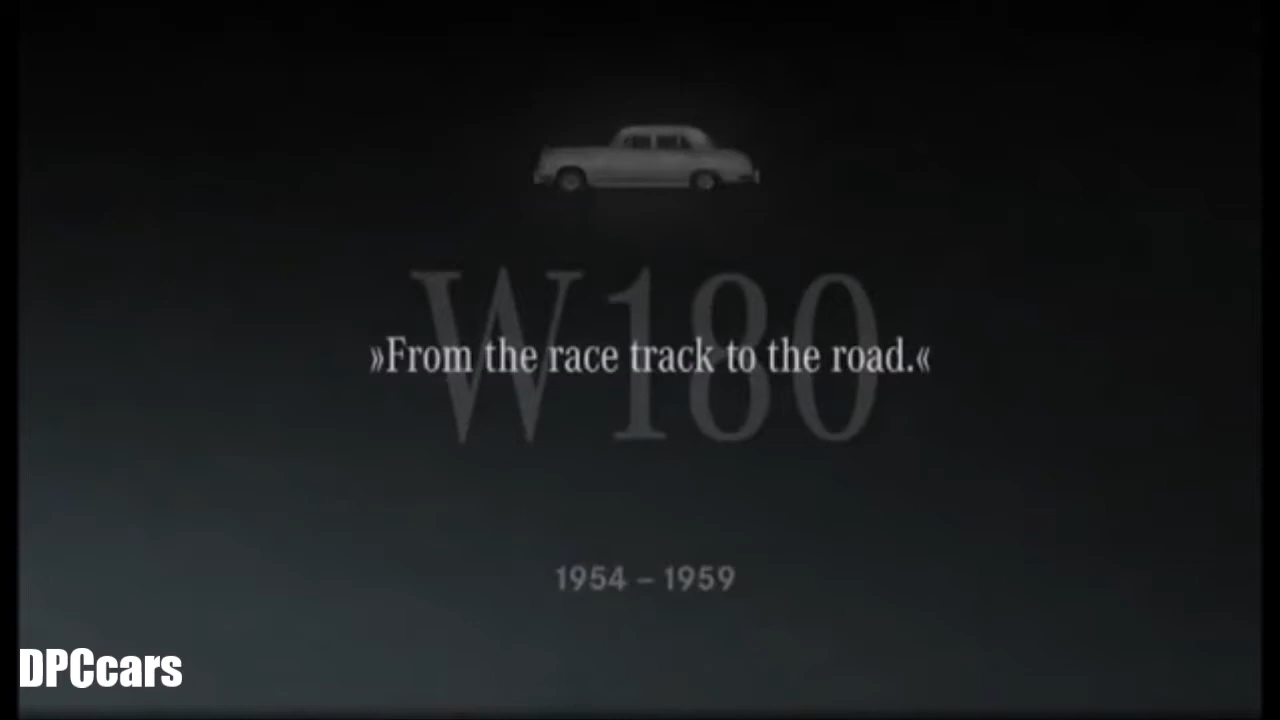 W180
»From the race track to the road.«
1954 – 1959
DPCcars